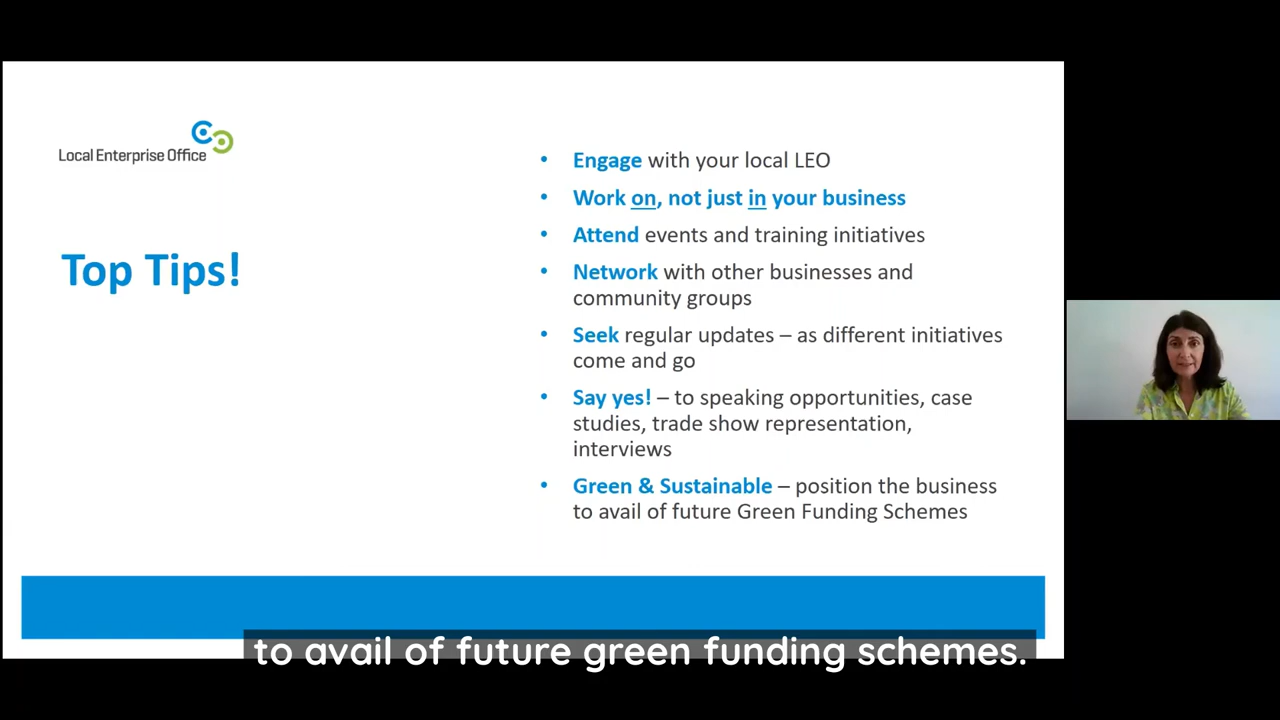 Local Enterprise Office
Top Tips!
• Engage with your local LEO
• Work on, not just in your business
• Attend events and training initiatives
• Network with other businesses and
community groups
• Seek regular updates – as different initiatives
come and go
• Say yes! – to speaking opportunities, case
studies, trade show representation,
interviews
• Green & Sustainable – position the business
to avail of future Green Funding Schemes
to avail of future green funding schemes.